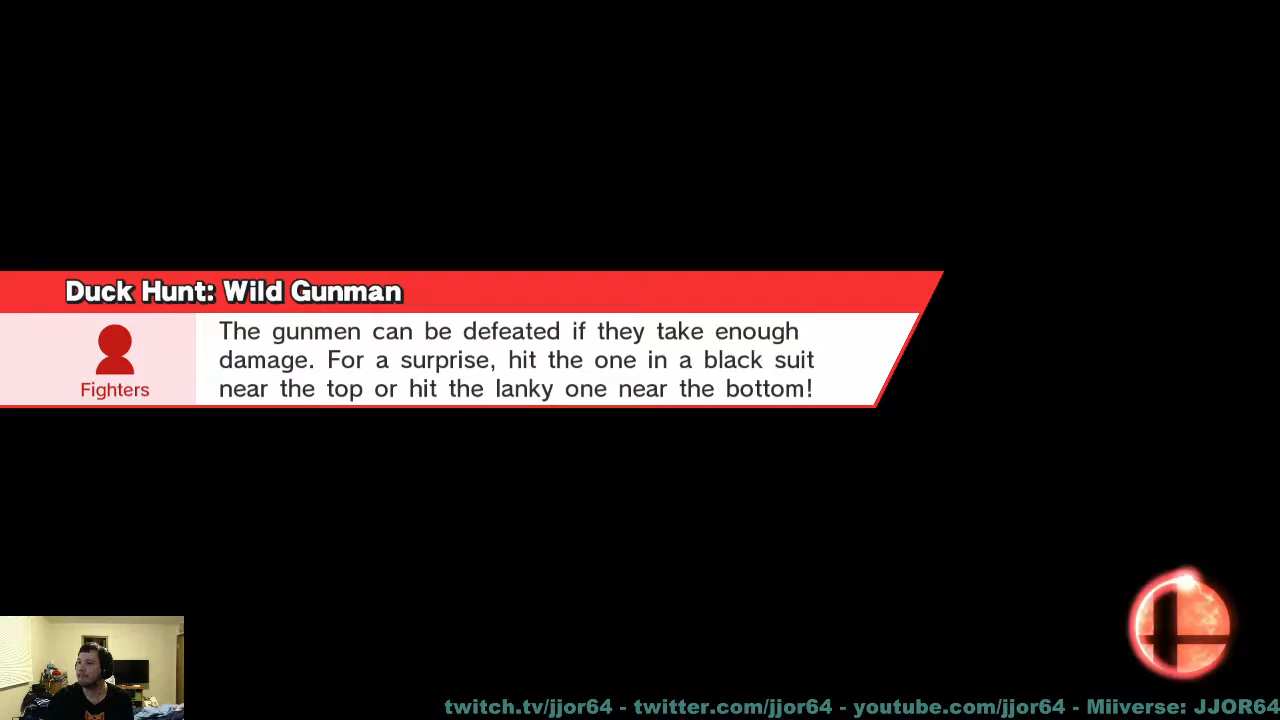 Duck Hunt: Wild Gunman
The gunmen can be defeated if they take enough
damage. For a surprise, hit the one in a black suit
near the top or hit the lanky one near the bottom!
Fighters
twitch.tv/jjor64 - twitter.com/jjor64 - youtube.com/jjor64 - Miiverse: JJOR64